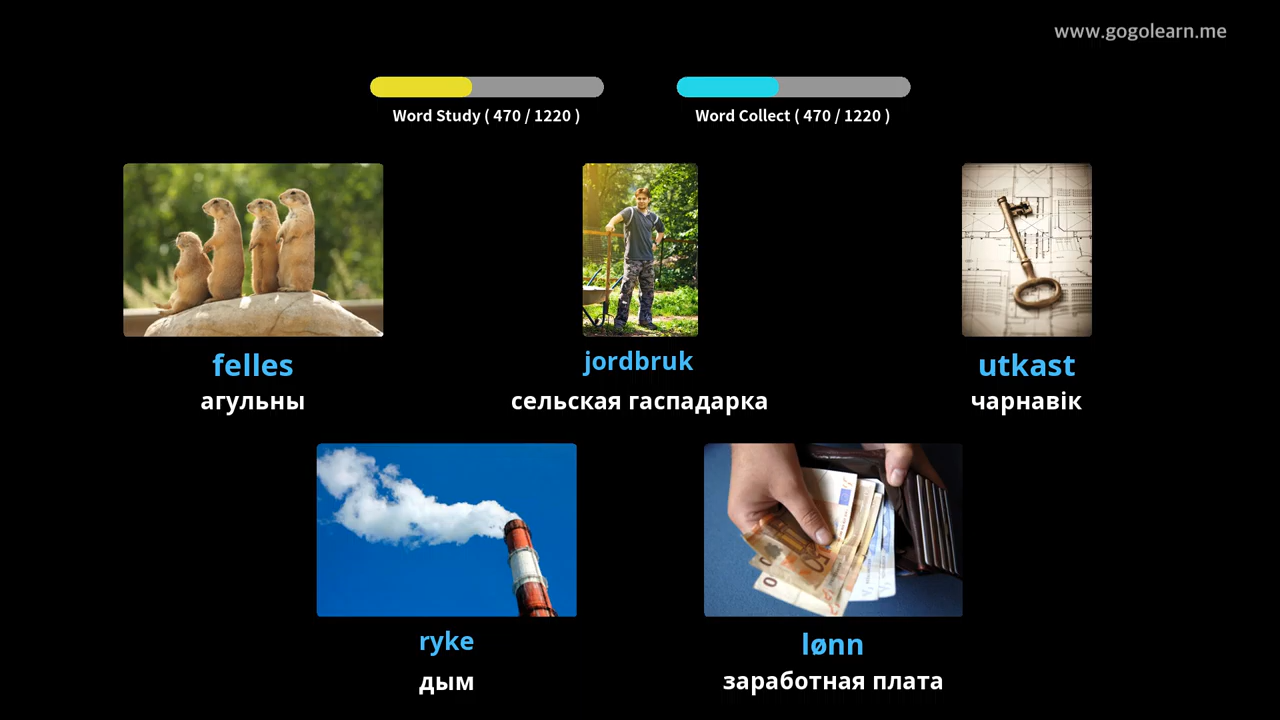 www.gogolearn.me
Word Study ( 470 / 1220 )
Word Collect ( 470 / 1220 )
felles
агульны
jordbruk
сельская гаспадарка
utkast
чарнавік
ryke
дым
lønn
заработная плата